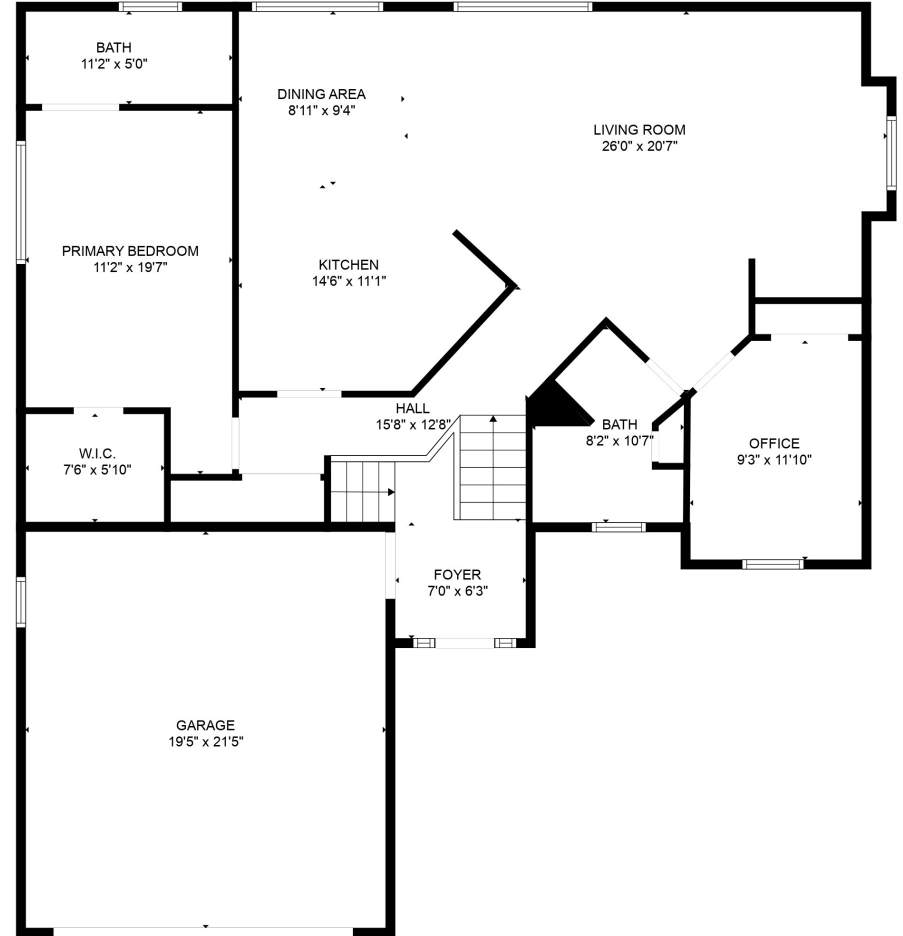 BATH
11'2" x 5'0"
DINING AREA
8'11" x 9'4"
LIVING ROOM
26'0" x 20'7"
PRIMARY BEDROOM
11'2" x 19'7"
KITCHEN
14'6" x 11'1"
HALL
15'8" x 12'8"
BATH
8'2" x 10'7"
OFFICE
9'3" x 11'10"
W.I.C.
7'6" x 5'10"
FOYER
7'0" x 6'3"
GARAGE
19'5" x 21'5"